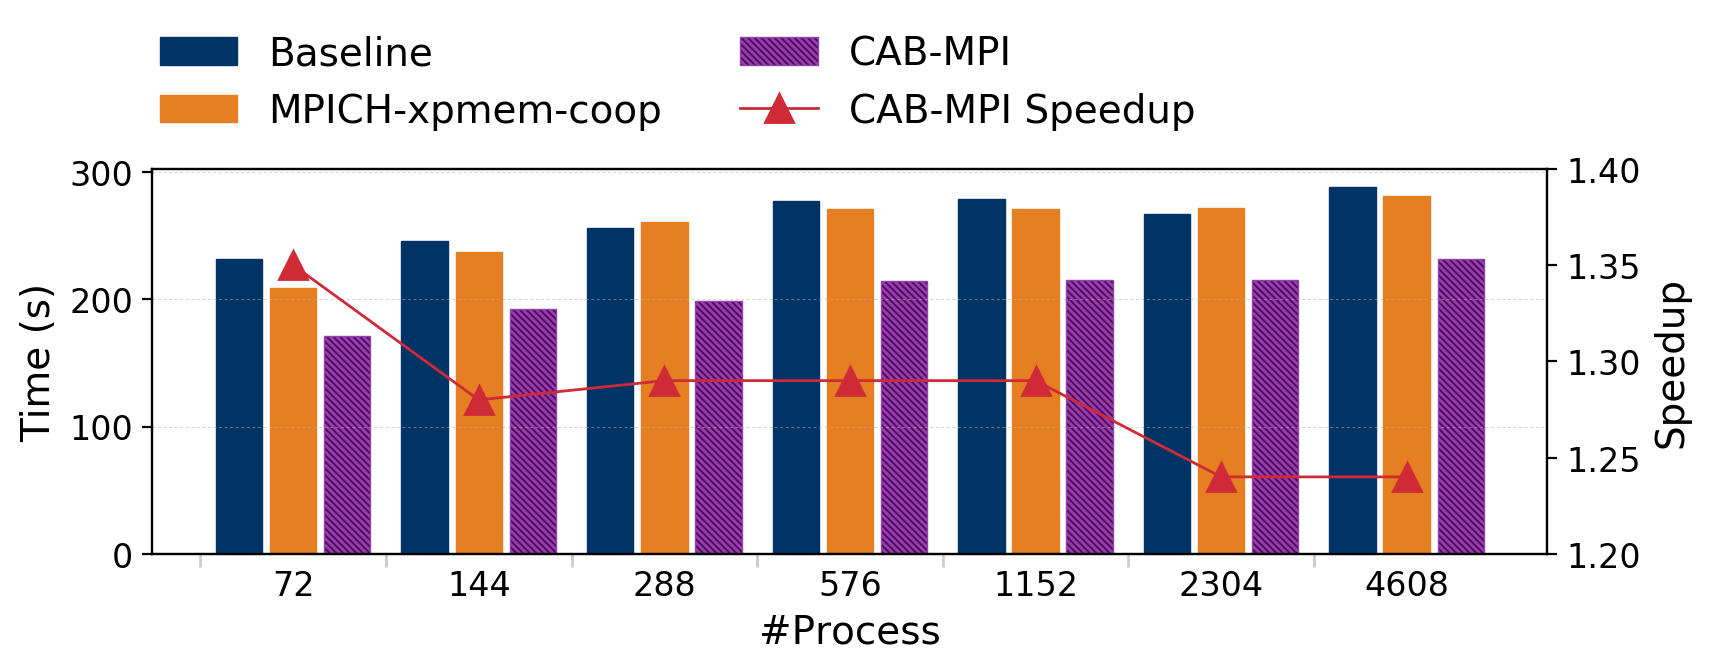 Baseline
MPICH-xpmem-coop
CAB-MPI
CAB-MPI Speedup
Time (s)
300
200
100
0
1.40
1.35
1.30
1.25
1.20
Speedup
72 144 288 576 1152 2304 4608
#Process